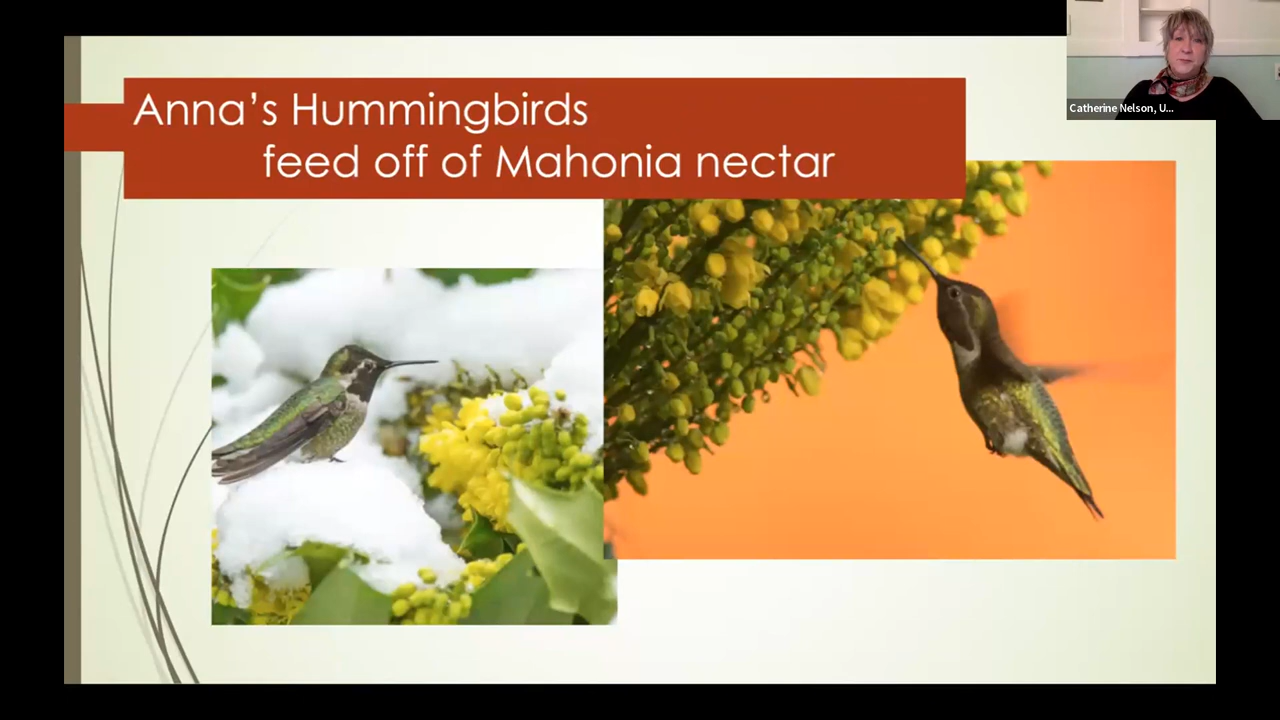 Anna’s Hummingbirds
feed off of Mahonia nectar
Catherine Nelson, U...